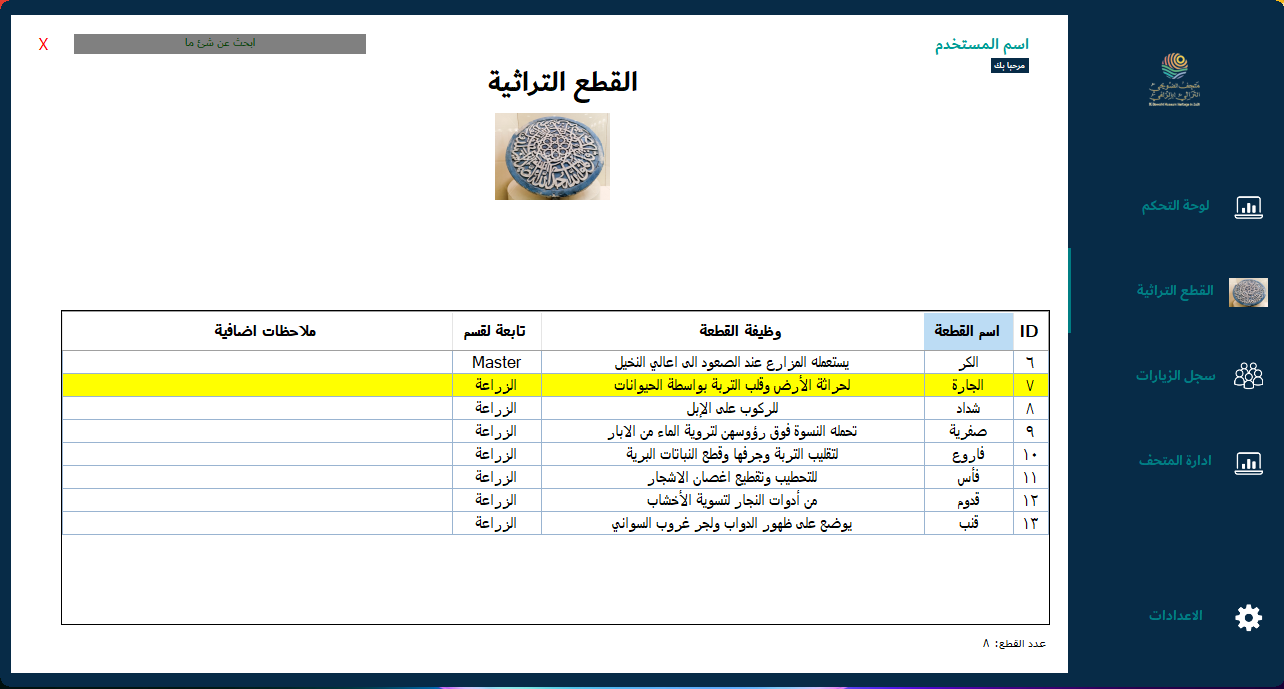 اسم المستخدم
مرحبا بك
ابحث عن شئ ما
X
القطع التراثية
لوحة التحكم
القطع التراثية
سجل الزيارات
ادارة المتحف
الاعدادات
ID اسم القطعة وظيفة القطعة تابعة لقسم ملاحظات اضافية
٦ الكر يستعمله المزارع عند الصعود الى اعالي النخيل Master
٧ الجارة لحراثة الأرض وقلب التربة بواسطة الحيوانات الزراعة
٨ شداد للركوب على الإبل الزراعة
٩ صفرية تحمله النسوة فوق رؤوسهن لتروية الماء من الابار الزراعة
١٠ فاروع لتقليب التربة وجرفها وقطع النباتات البرية الزراعة
١١ فأس للتحطيب وتقطيع اغصان الاشجار الزراعة
١٢ قدوم من أدوات النجار لتسوية الأخشاب الزراعة
١٣ قنب يوضع على ظهور الدواب ولجر غروب السواني الزراعة
عدد القطع: ٨